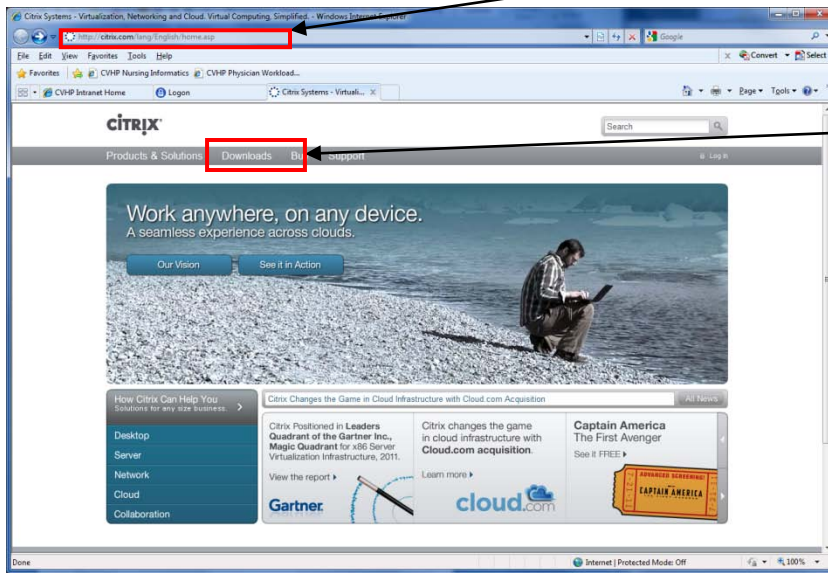 Citrix Systems - Virtualization, Networking and Cloud. Virtual Computing. Simplified. - Windows Internet Explorer
http://citrix.com/lang/English/home.asp
Google
File Edit View Favorites Tools Help
Convert Select
Favorites CVHP Nursing Informatics CVHP Physician Workload...
CVHP Intranet Home Logon Citrix Systems - Virtuali... Page Tools
CITRIX
Search
Products & Solutions Downloads Support Log in
Work anywhere, on any device.
A seamless experience across clouds.
Our Vision See it in Action
How Citrix Can Help You
Solutions for any size business.
Citrix Changes the Game in Cloud Infrastructure with Cloud.com Acquisition
All News
Desktop
Server
Network
Cloud
Collaboration
Citrix Positioned in Leaders
Quadrant of the Gartner Inc.,
Magic Quadrant for x86 Server
Virtualization Infrastructure, 2011.
View the report
Gartner
Citrix changes the game
in cloud infrastructure with
Cloud.com acquisition.
Learn more
cloud.com
Captain America
The First Avenger
See it FREE
ADVANCED SCREENING!
CAPTAIN AMERICA
Done
Internet | Protected Mode: Off
100%